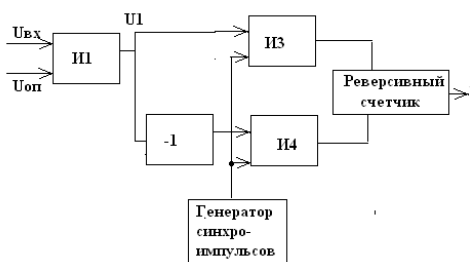 U1
Uвх
И1
Uоп
И3
Реверсивный
счетчик
-1
И4
Генератор
синхро-
импульсов